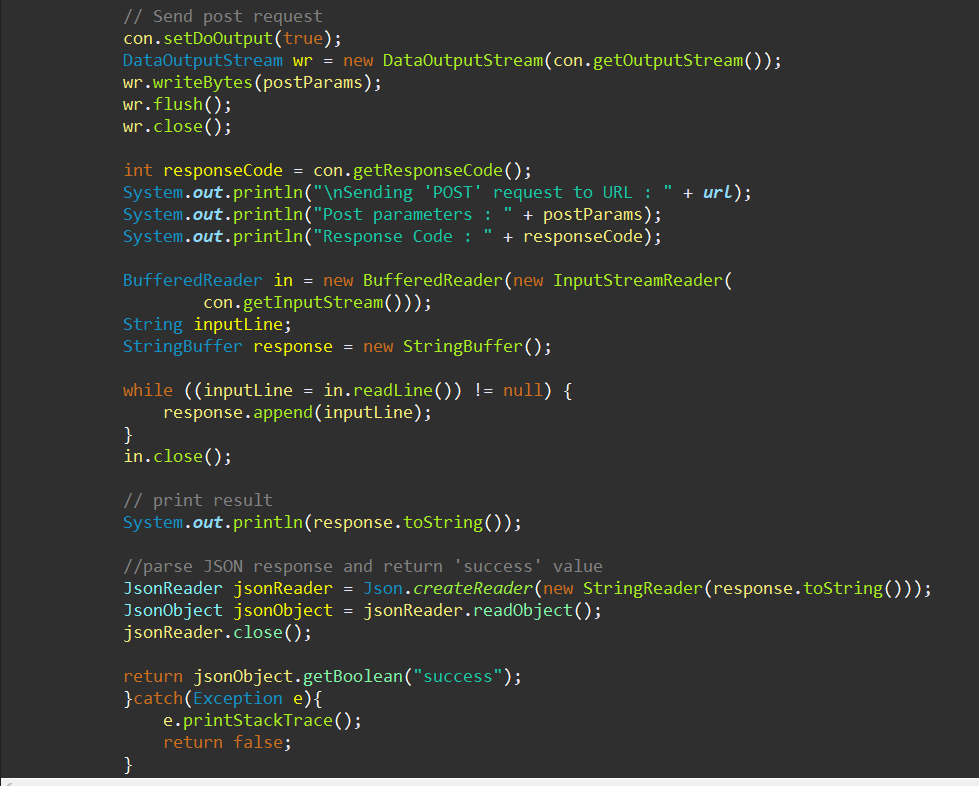 // Send post request
con.setDoOutput(true);
DataOutputStream wr = new DataOutputStream(con.getOutputStream());
wr.writeBytes(postParams);
wr.flush();
wr.close();

int responseCode = con.getResponseCode();
System.out.println("\nSending 'POST' request to URL : " + url);
System.out.println("Post parameters : " + postParams);
System.out.println("Response Code : " + responseCode);

BufferedReader in = new BufferedReader(new InputStreamReader(
        con.getInputStream()));
String inputLine;
StringBuffer response = new StringBuffer();

while ((inputLine = in.readLine()) != null) {
    response.append(inputLine);
}
in.close();

// print result
System.out.println(response.toString());

//parse JSON response and return 'success' value
JsonReader jsonReader = Json.createReader(new StringReader(response.toString()));
JsonObject jsonObject = jsonReader.readObject();
jsonReader.close();

return jsonObject.getBoolean("success");
}catch(Exception e){
    e.printStackTrace();
    return false;
}